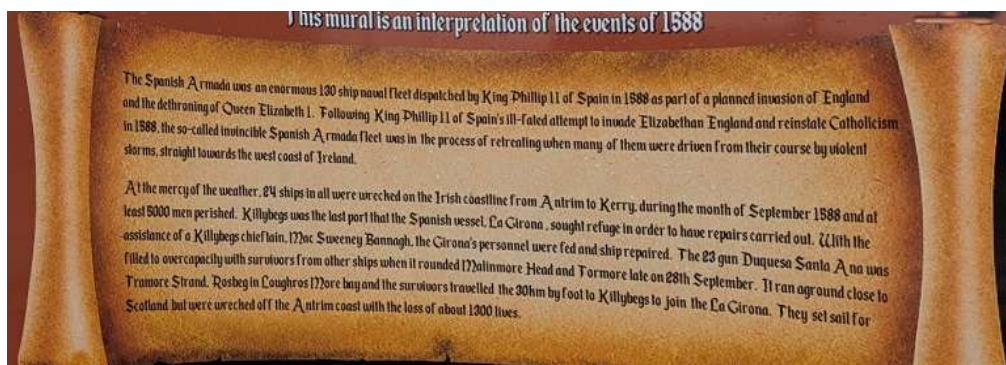 This mural is an interpretation of the events of 1588
The Spanish Armada was an enormous 130 ship naval fleet dispatched by King Phillip II of Spain in 1588 as part of a planned invasion of England
and the dethroning of Queen Elizabeth I. Following King Phillip II of Spain's ill-fated attempt to invade Elizabethan England and reinstate Catholicism
in 1588, the so-called invincible Spanish Armada fleet was in the process of retreating when many of them were driven from their course by violent
storms, straight towards the west coast of Ireland.
At the mercy of the weather, 24 ships in all were wrecked on the Irish coastline from Antrim to Kerry, during the month of September 1588 and at
least 5000 men perished. Killybegs was the last port that the Spanish vessel, La Girona, sought refuge in order to have repairs carried out. With the
assistance of a Killybegs chieftain, Mac Sweeney Bannagh, the Girona's personnel were fed and ship repaired. The 23 gun Duquesa Santa Ana was
filled to overcapacity with survivors from other ships when it rounded Malinmore Head and Tormore late on 28th September. It ran aground close to
Tramore Strand, Rosbeg in Loughros More bay and the survivors travelled the 30km by foot to Killybegs to join the La Girona. They set sail for
Scotland but were wrecked off the Antrim coast with the loss of about 1300 lives.